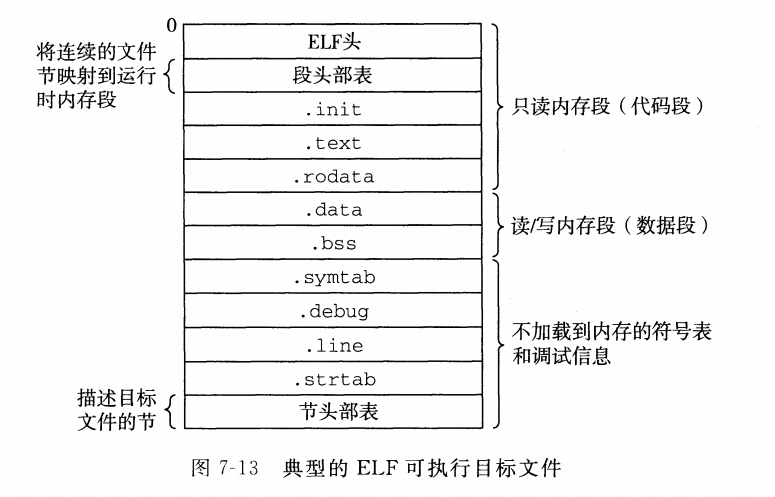 0
ELF头
将连续的文件
节映射到运行
时内存段
段头部表
.init
.text
.rodata
只读内存段（代码段）
.data
.bss
读/写内存段（数据段）
.symtab
.debug
.line
.strtab
不加载到内存的符号表
和调试信息
描述目标
文件的节
节头部表
图 7-13 典型的 ELF 可执行目标文件